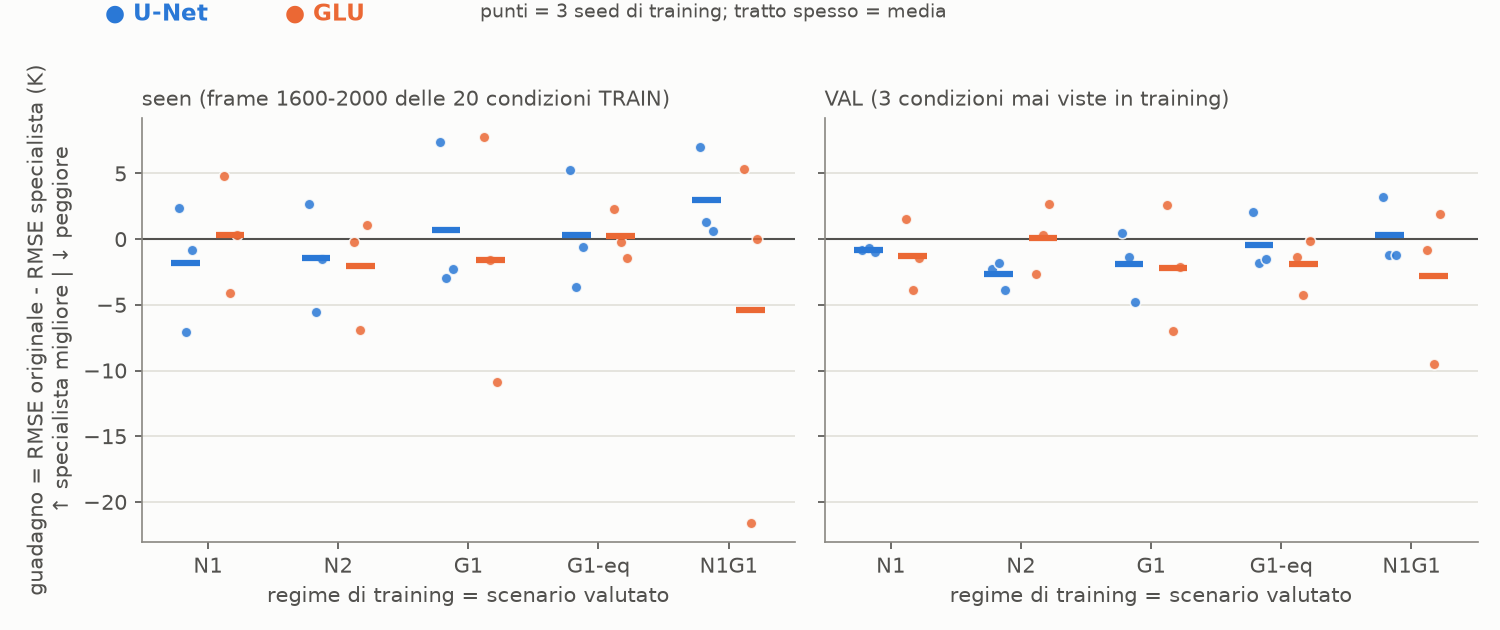 U-Net
GLU
punti = 3 seed di training; tratto spesso = media
guadagno = RMSE originale - RMSE specialista (K)
↑ specialista migliore | ↓ peggiore
seen (frame 1600-2000 delle 20 condizioni TRAIN)
5
0
−5
−10
−15
−20
N1
N2
G1
G1-eq
N1G1
regime di training = scenario valutato
VAL (3 condizioni mai viste in training)
N1
N2
G1
G1-eq
N1G1
regime di training = scenario valutato